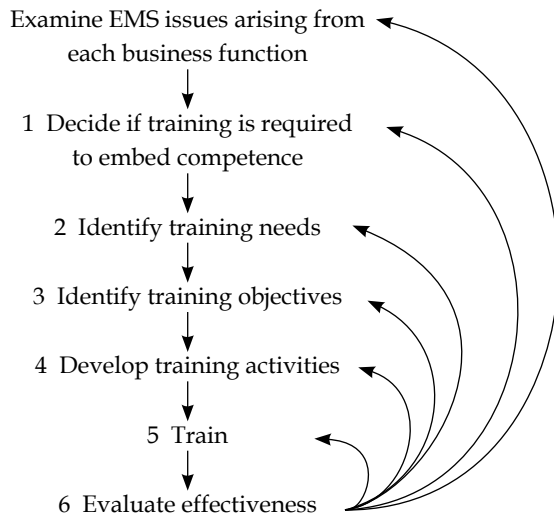 Examine EMS issues arising from
each business function
1 Decide if training is required
to embed competence
2 Identify training needs
3 Identify training objectives
4 Develop training activities
5 Train
6 Evaluate effectiveness